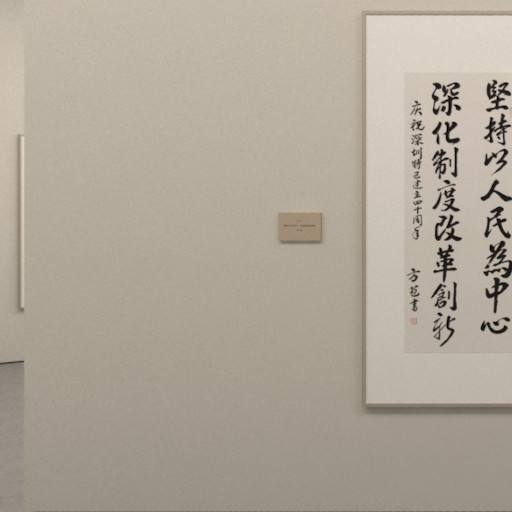 堅持以人民為中心
深化制度改革創新
庆祝深圳特区建立四十周年
方苞書